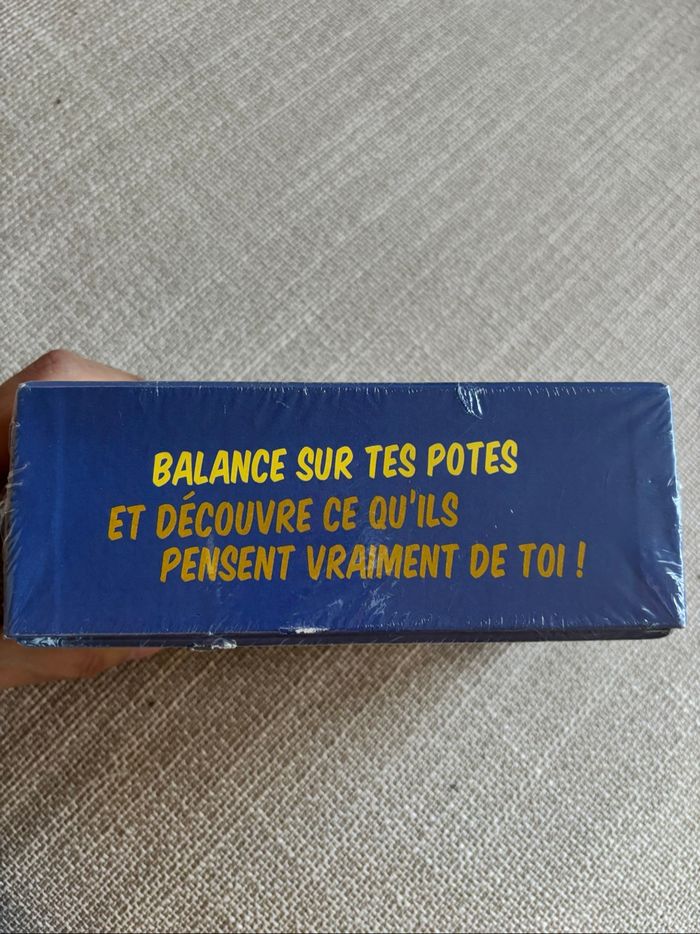 BALANCE SUR TES POTES
ET DÉCOUVRE CE QU'ILS
PENSENT VRAIMENT DE TOI !